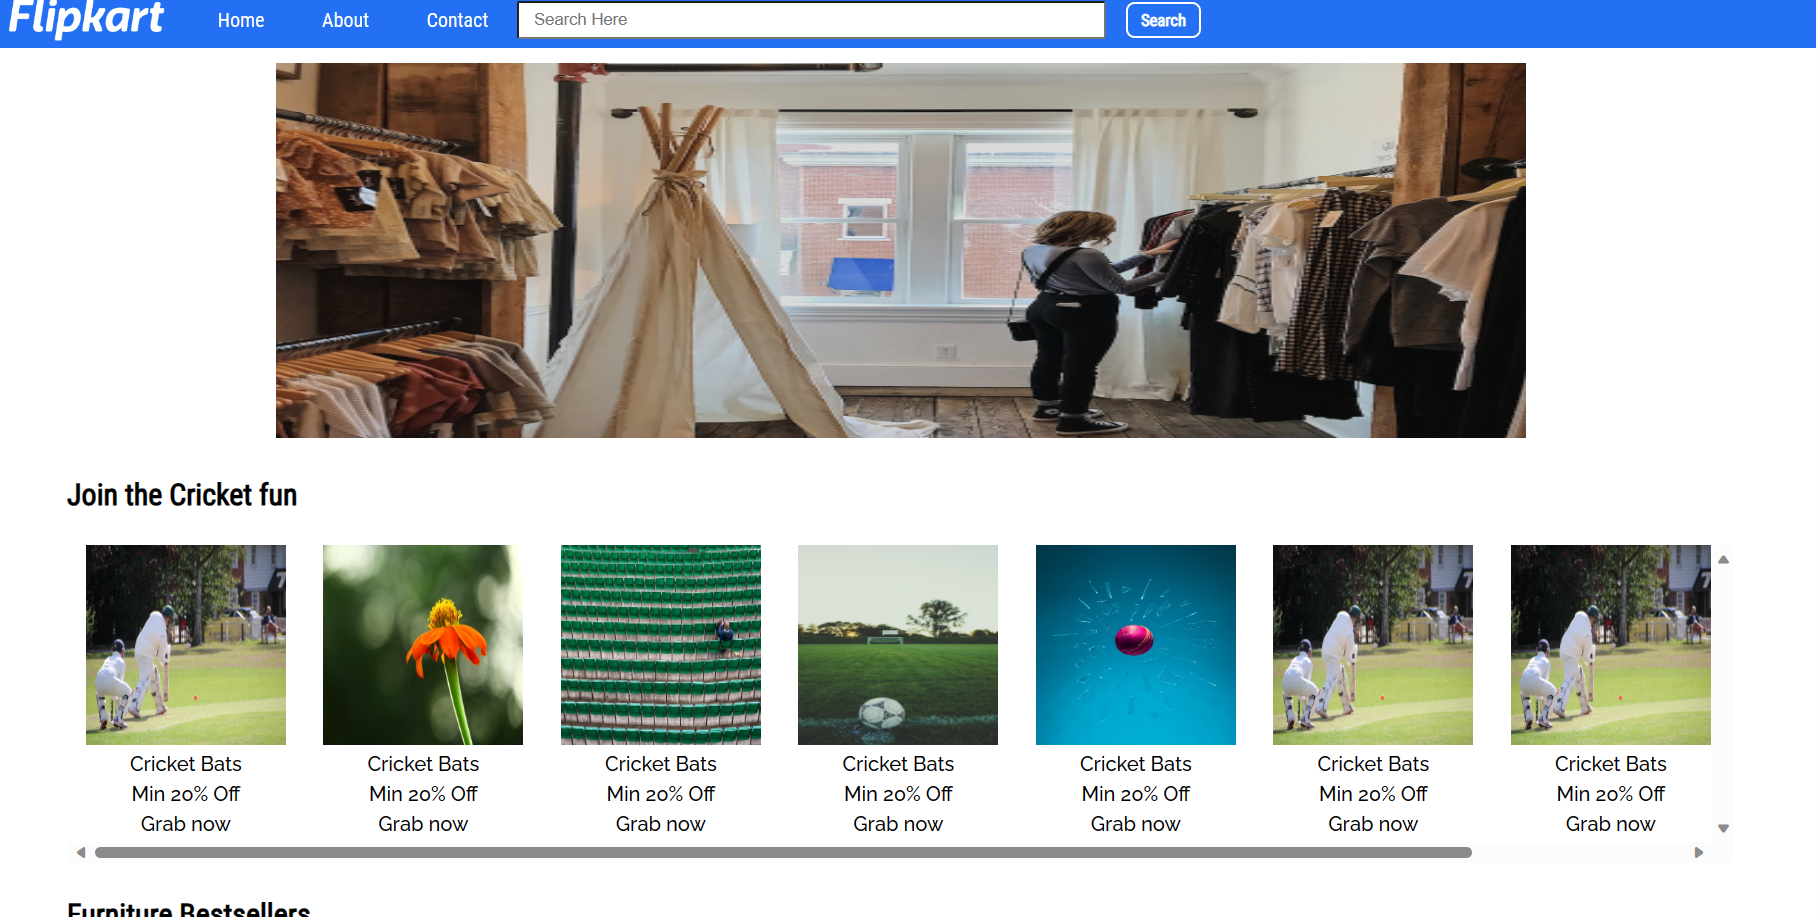 Flipkart Home About Contact Search Here Search
Join the Cricket fun
Cricket Bats Cricket Bats Cricket Bats Cricket Bats Cricket Bats Cricket Bats Cricket Bats
Min 20% Off Min 20% Off Min 20% Off Min 20% Off Min 20% Off Min 20% Off Min 20% Off
Grab now Grab now Grab now Grab now Grab now Grab now Grab now
Furniture Bestsellers